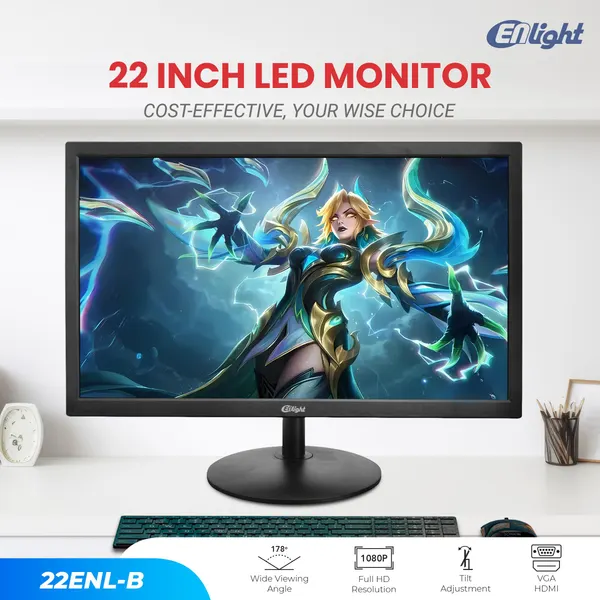 ENlight
22 INCH LED MONITOR
COST-EFFECTIVE, YOUR WISE CHOICE
ENlight
22ENL-B
178°
Wide Viewing
Angle
1080P
Full HD
Resolution
Tilt
Adjustment
VGA
HDMI